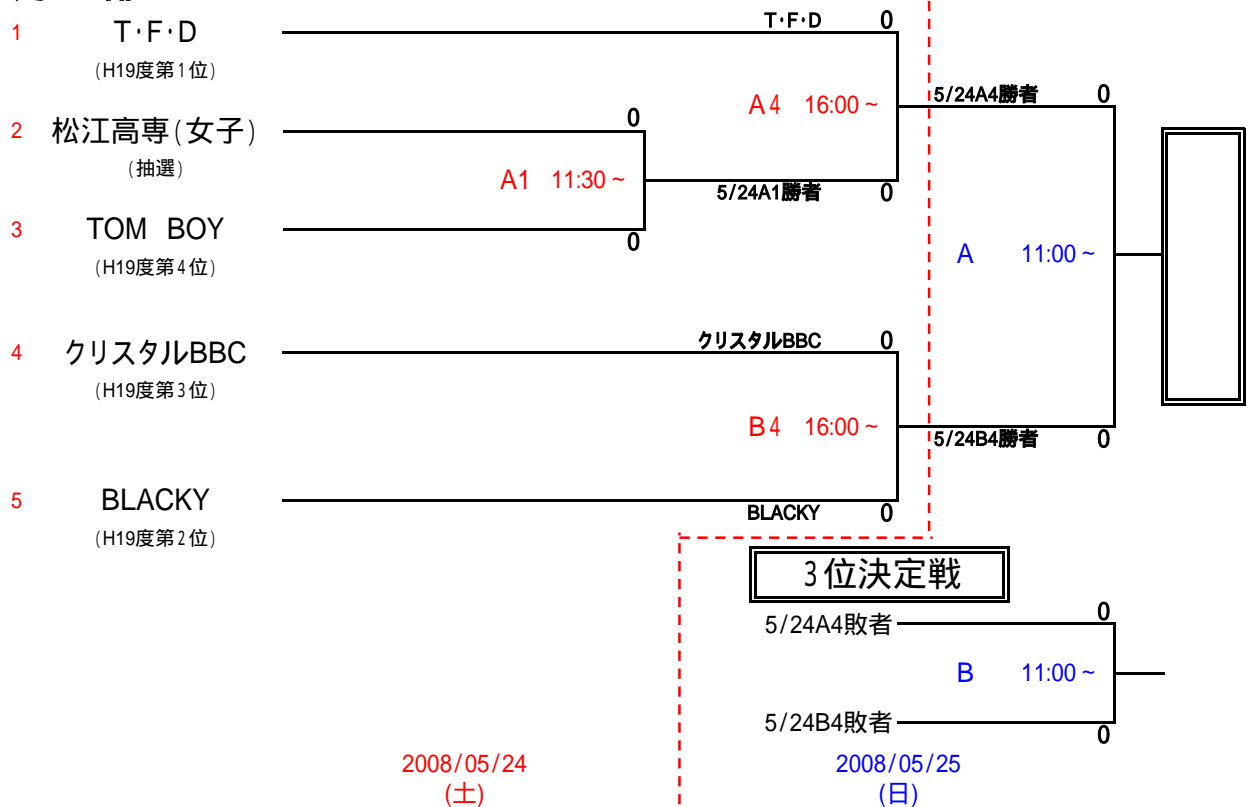 T・F・D 0
1 T・F・D
(H19度第1位)
A4 16:00~
5/24A4勝者 0
0
2 松江高専(女子)
(抽選)
A1 11:30~
5/24A1勝者 0
3 TOM BOY
0
(H19度第4位)
A 11:00~
クリスタルBBC 0
4 クリスタルBBC
(H19度第3位)
B4 16:00~
5/24B4勝者 0
5 BLACKY
BLACKY 0
(H19度第2位)
3位決定戦
0
5/24A4敗者
B 11:00~
5/24B4敗者
0
2008/05/24
(土)
2008/05/25
(日)